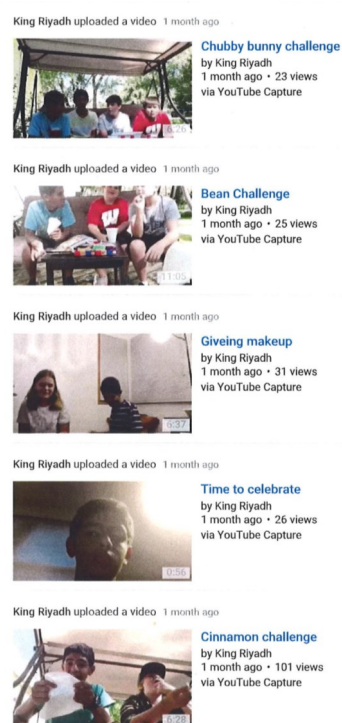 King Riyadh uploaded a video 1 month ago
Chubby bunny challenge
by King Riyadh
1 month ago • 23 views
via YouTube Capture
6:26
King Riyadh uploaded a video 1 month ago
Bean Challenge
by King Riyadh
1 month ago • 25 views
via YouTube Capture
W
11:05
King Riyadh uploaded a video 1 month ago
Giveing makeup
by King Riyadh
1 month ago • 31 views
via YouTube Capture
6:37
King Riyadh uploaded a video 1 month ago
Time to celebrate
by King Riyadh
1 month ago • 26 views
via YouTube Capture
0:56
King Riyadh uploaded a video 1 month ago
Cinnamon challenge
by King Riyadh
1 month ago • 101 views
via YouTube Capture
6:28